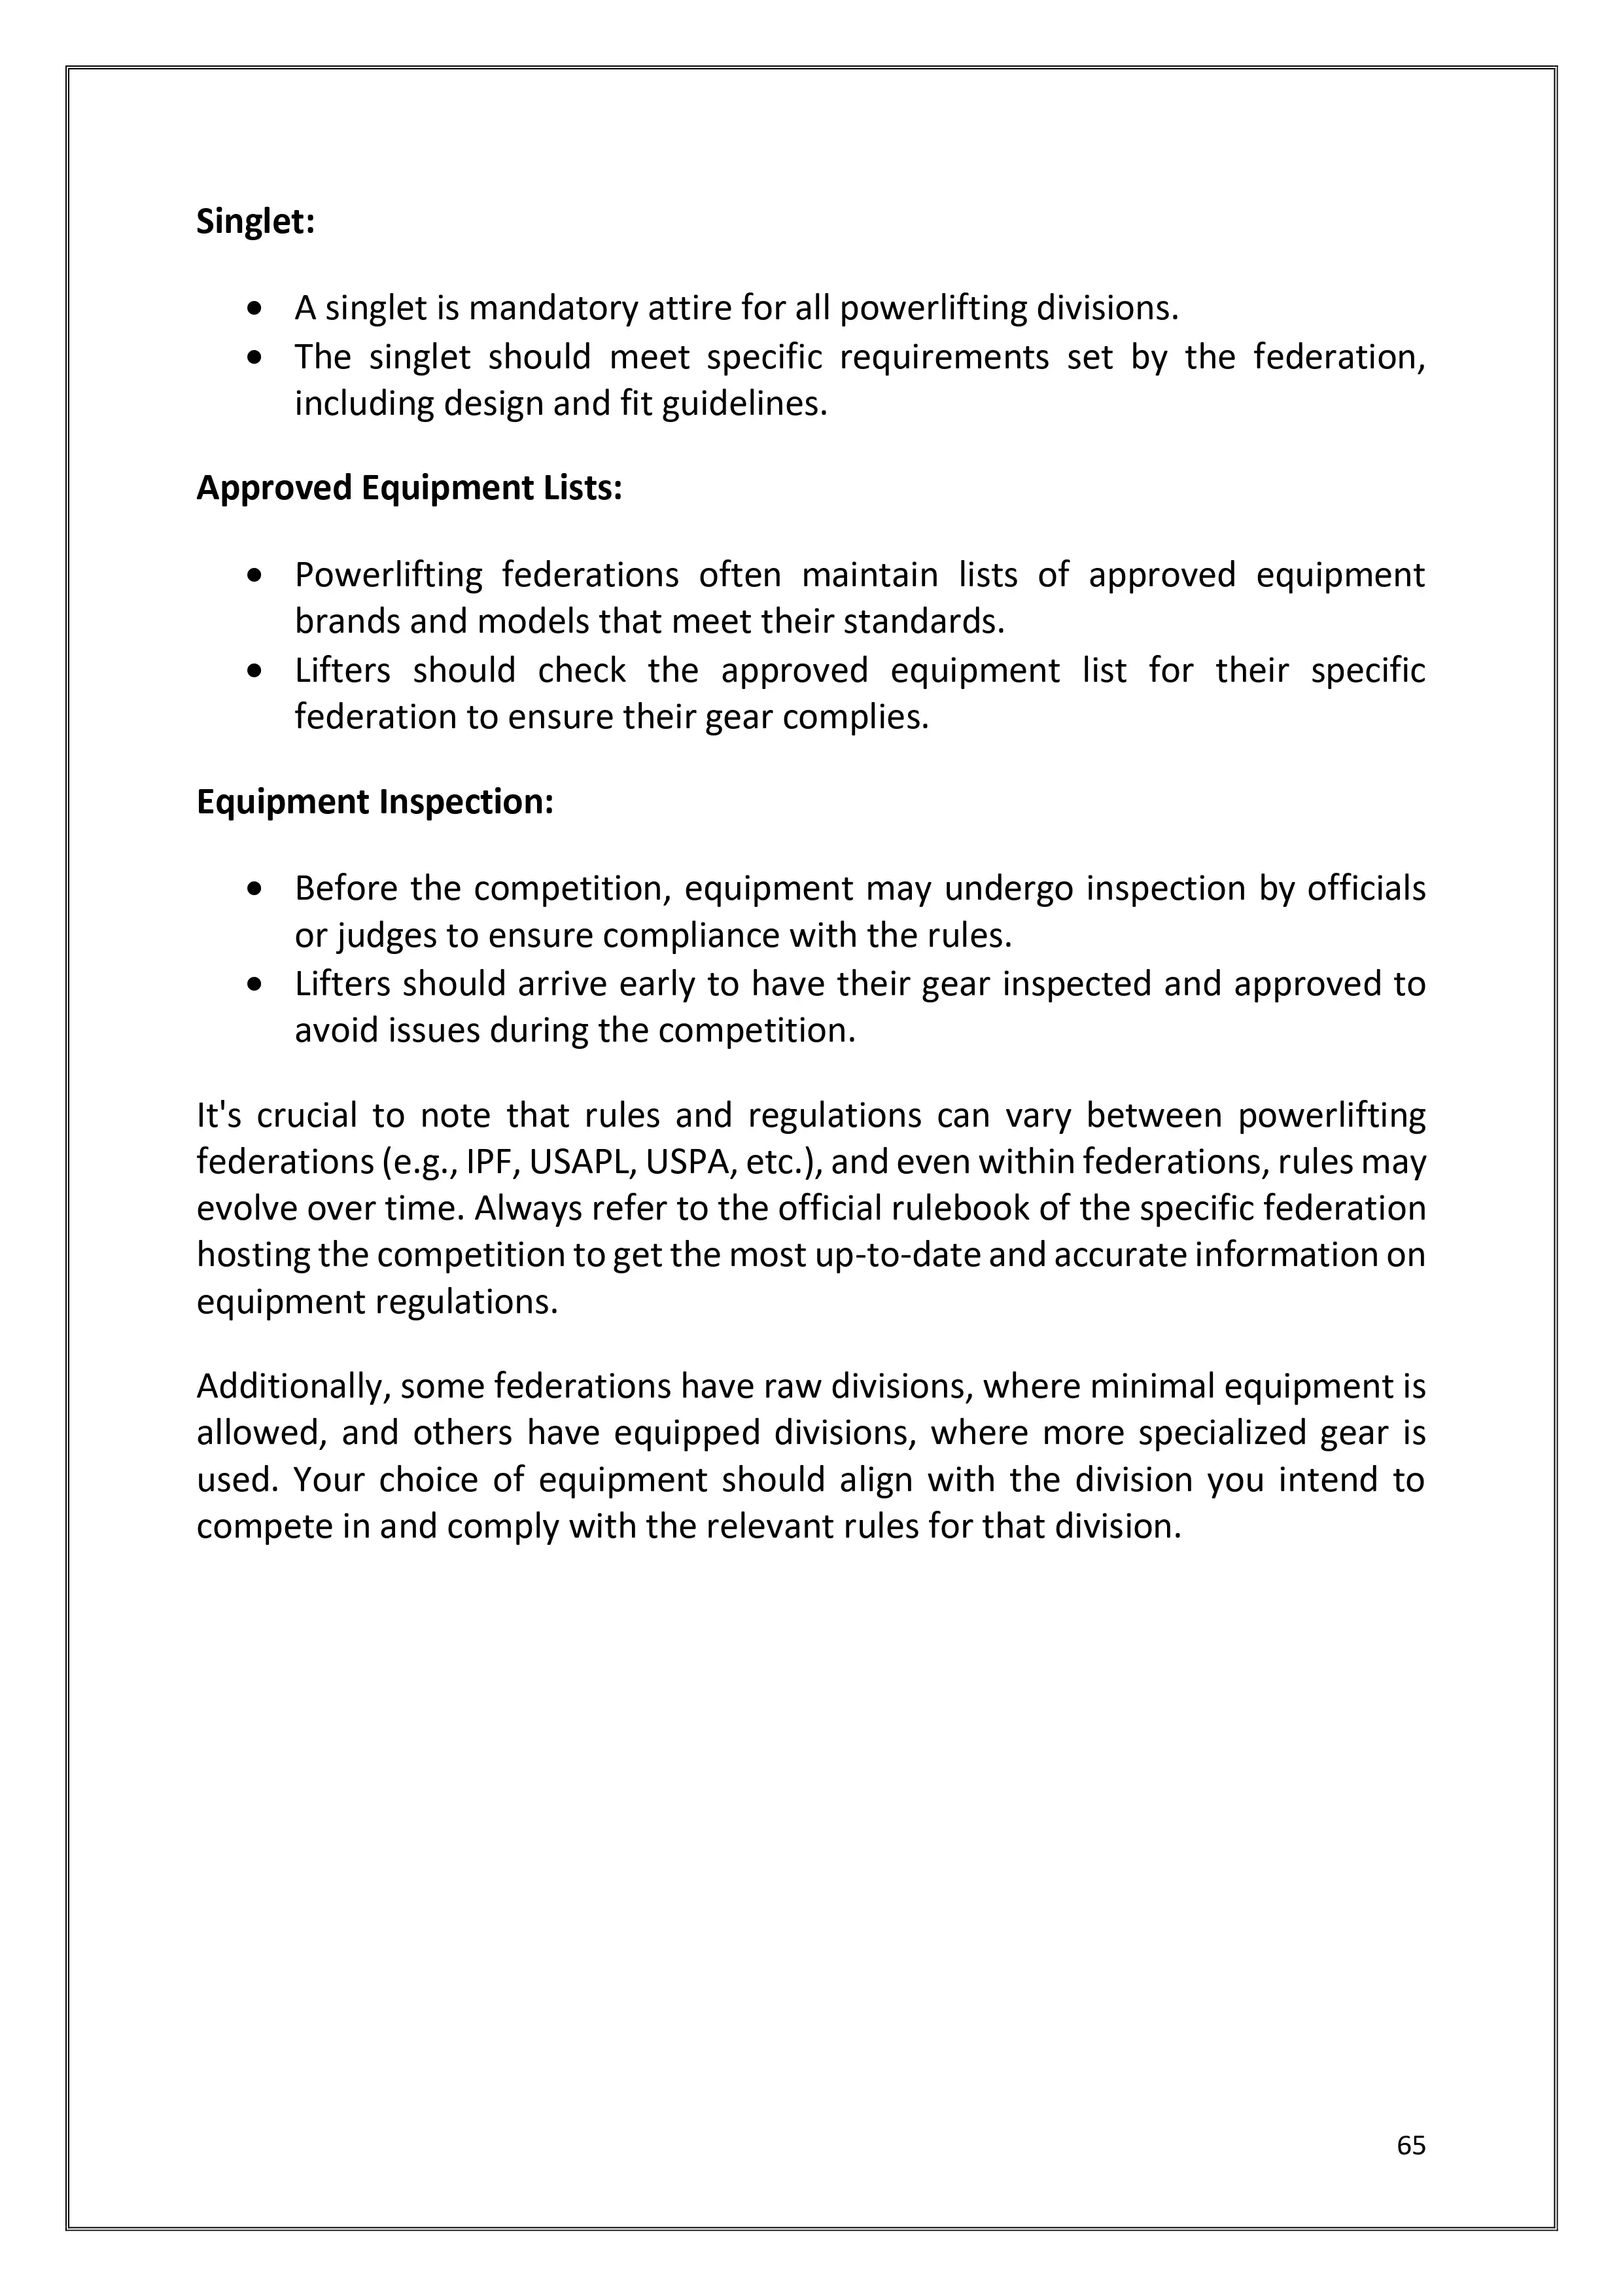 Singlet:
• A singlet is mandatory attire for all powerlifting divisions.
• The singlet should meet specific requirements set by the federation,
including design and fit guidelines.
Approved Equipment Lists:
• Powerlifting federations often maintain lists of approved equipment
brands and models that meet their standards.
• Lifters should check the approved equipment list for their specific
federation to ensure their gear complies.
Equipment Inspection:
• Before the competition, equipment may undergo inspection by officials
or judges to ensure compliance with the rules.
• Lifters should arrive early to have their gear inspected and approved to
avoid issues during the competition.
It's crucial to note that rules and regulations can vary between powerlifting
federations (e.g., IPF, USAPL, USPA, etc.), and even within federations, rules may
evolve over time. Always refer to the official rulebook of the specific federation
hosting the competition to get the most up-to-date and accurate information on
equipment regulations.
Additionally, some federations have raw divisions, where minimal equipment is
allowed, and others have equipped divisions, where more specialized gear is
used. Your choice of equipment should align with the division you intend to
compete in and comply with the relevant rules for that division.
65